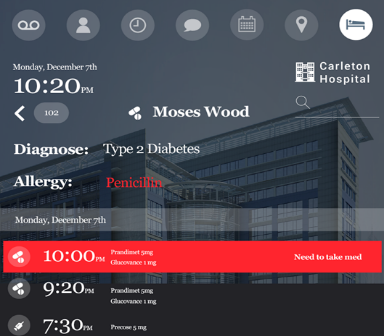 Monday, December 7th
10:20PM
Carleton
Hospital
102
Moses Wood
Diagnose: Type 2 Diabetes
Allergy: Penicillin
Monday, December 7th
10:00PM
Prandimet 5mg
Glucovance 1 mg
Need to take med
9:20PM
Prandimet 5mg
Glucovance 1 mg
7:30PM
Precose 5 mg